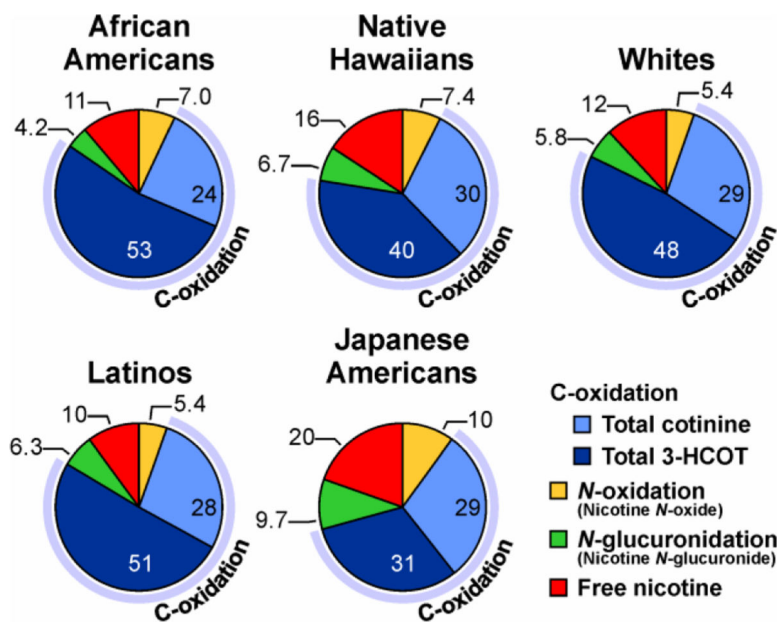 African
Americans
7.0
11
4.2
24
53
C-oxidation
Native
Hawaiians
7.4
16
6.7
30
40
C-oxidation
Whites
5.4
12
5.8
29
48
C-oxidation
Latinos
5.4
10
6.3
28
51
C-oxidation
Japanese
Americans
10
20
9.7
29
31
C-oxidation
C-oxidation
Total cotinine
Total 3-HCOT
N-oxidation
(Nicotine N-oxide)
N-glucuronidation
(Nicotine N-glucuronide)
Free nicotine